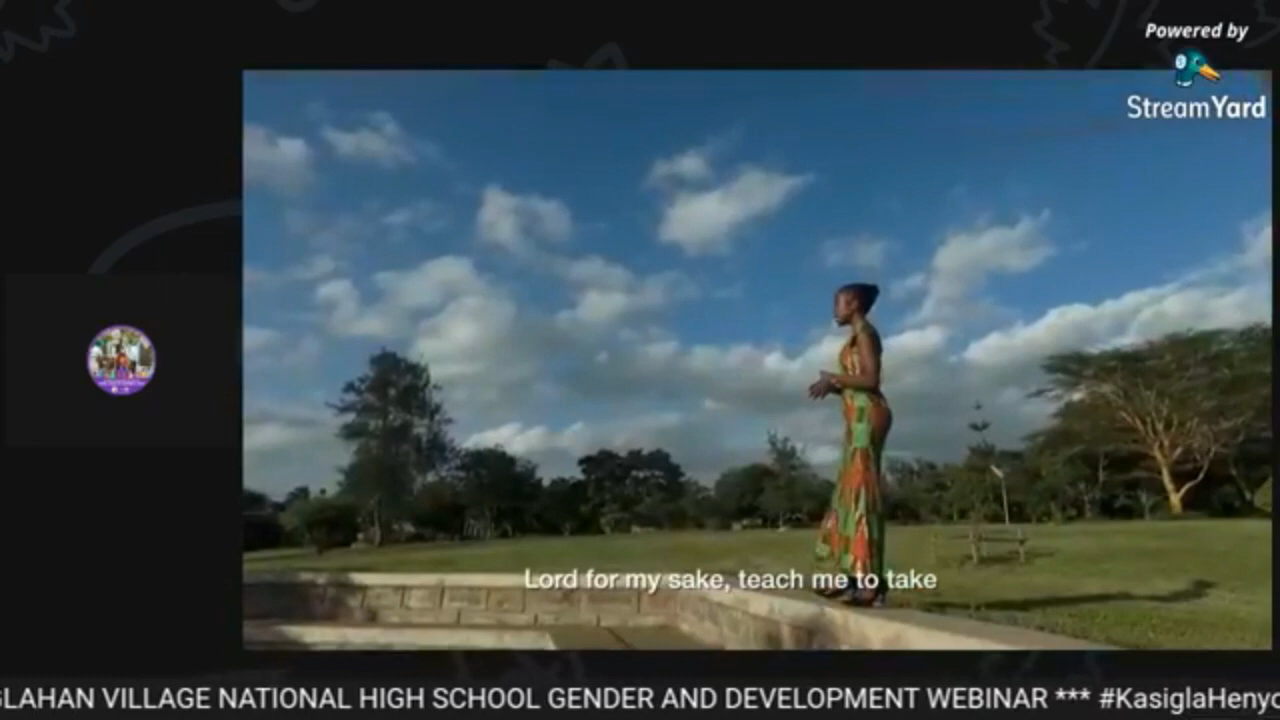 Powered by
StreamYard
Lord for my sake, teach me to take
GLAHAN VILLAGE NATIONAL HIGH SCHOOL GENDER AND DEVELOPMENT WEBINAR *** #KasiglaHenyo